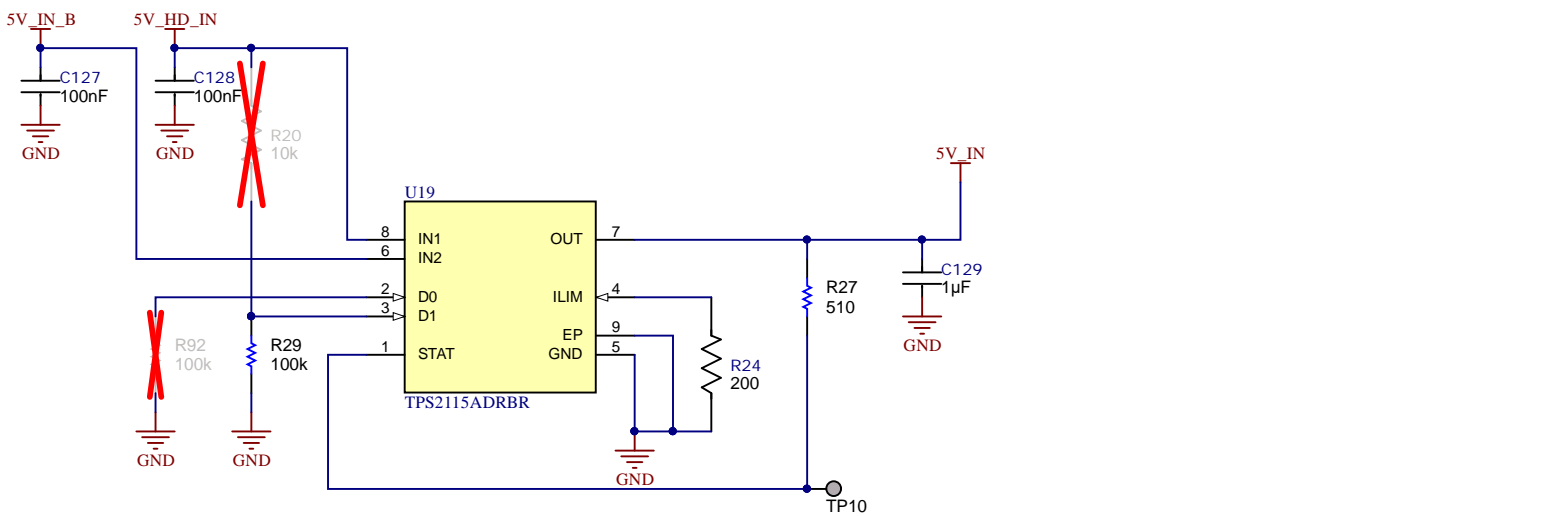 5V_IN_B
5V_HD_IN
C127
100nF
C128
100nF
GND
GND
R20
10k
5V_IN
U19
8
IN1
OUT
7
6
IN2
2
D0
ILIM
4
3
D1
EP
9
1
STAT
GND
5
TPS2115ADRBR
R92
100k
R29
100k
R27
510
C129
1µF
GND
R24
200
GND
GND
GND
TP10